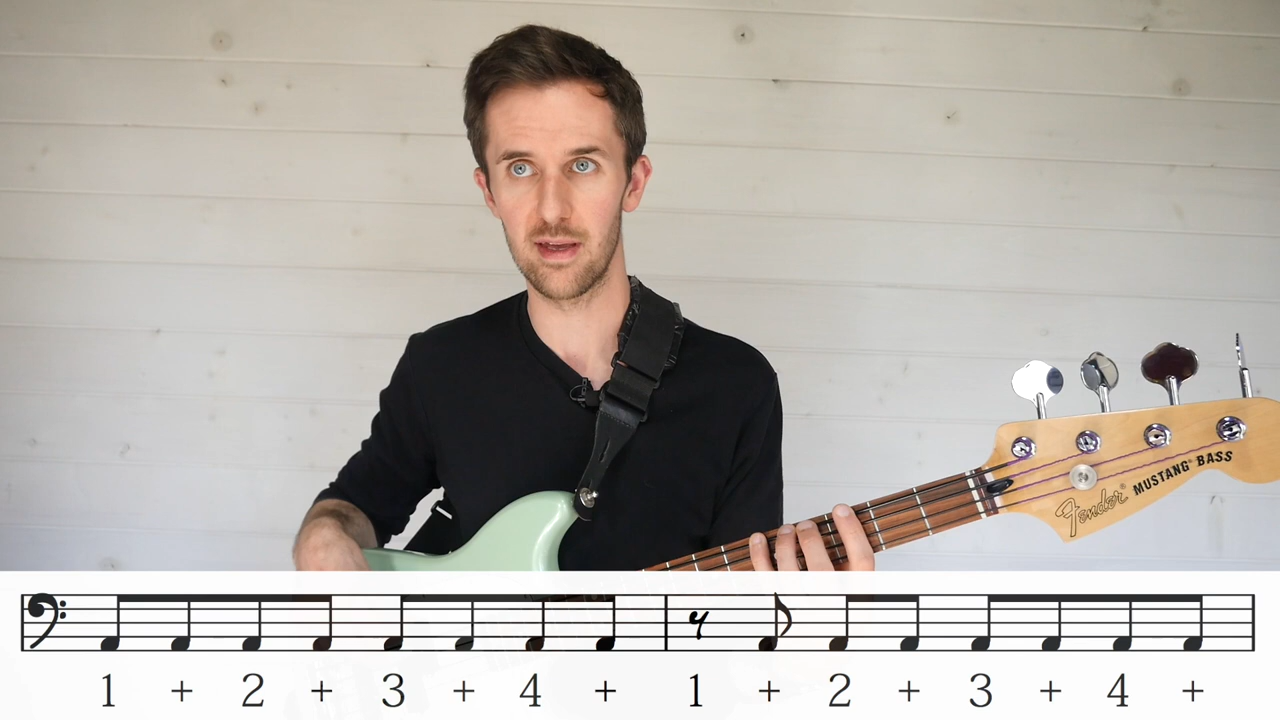 Fender® MUSTANG® BASS
1 + 2 + 3 + 4 + 1 + 2 + 3 + 4 +